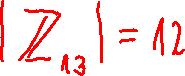 |ℤ₁₃| = 12